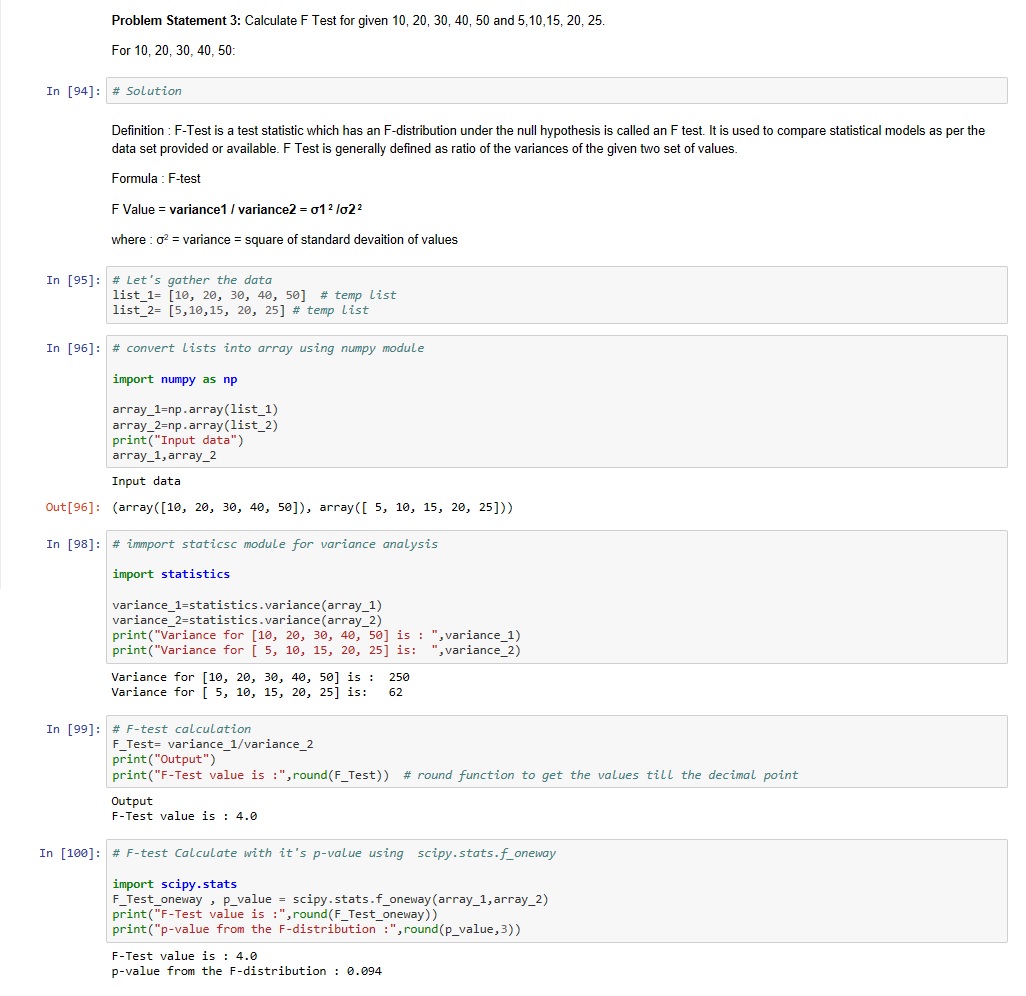 Problem Statement 3: Calculate F Test for given 10, 20, 30, 40, 50 and 5,10,15, 20, 25.
For 10, 20, 30, 40, 50:
In [94]: # Solution
Definition : F-Test is a test statistic which has an F-distribution under the null hypothesis is called an F test. It is used to compare statistical models as per the
data set provided or available. F Test is generally defined as ratio of the variances of the given two set of values.
Formula : F-test
F Value = variance1 / variance2 = σ1² /σ2²
where : σ² = variance = square of standard devaition of values
In [95]: # Let's gather the data
list_1= [10, 20, 30, 40, 50]  # temp list
list_2= [5,10,15, 20, 25] # temp list
In [96]: # convert lists into array using numpy module
import numpy as np
array_1=np.array(list_1)
array_2=np.array(list_2)
print("Input data")
array_1,array_2
Input data
Out[96]: (array([10, 20, 30, 40, 50]), array([ 5, 10, 15, 20, 25]))
In [98]: # immport staticsc module for variance analysis
import statistics
variance_1=statistics.variance(array_1)
variance_2=statistics.variance(array_2)
print("Variance for [10, 20, 30, 40, 50] is : ",variance_1)
print("Variance for [ 5, 10, 15, 20, 25] is:  ",variance_2)
Variance for [10, 20, 30, 40, 50] is :  250
Variance for [ 5, 10, 15, 20, 25] is:   62
In [99]: # F-test calculation
F_Test= variance_1/variance_2
print("Output")
print("F-Test value is :",round(F_Test))  # round function to get the values till the decimal point
Output
F-Test value is : 4.0
In [100]: # F-test Calculate with it's p-value using  scipy.stats.f_oneway
import scipy.stats
F_Test_oneway , p_value = scipy.stats.f_oneway(array_1,array_2)
print("F-Test value is :",round(F_Test_oneway))
print("p-value from the F-distribution :",round(p_value,3))
F-Test value is : 4.0
p-value from the F-distribution : 0.094